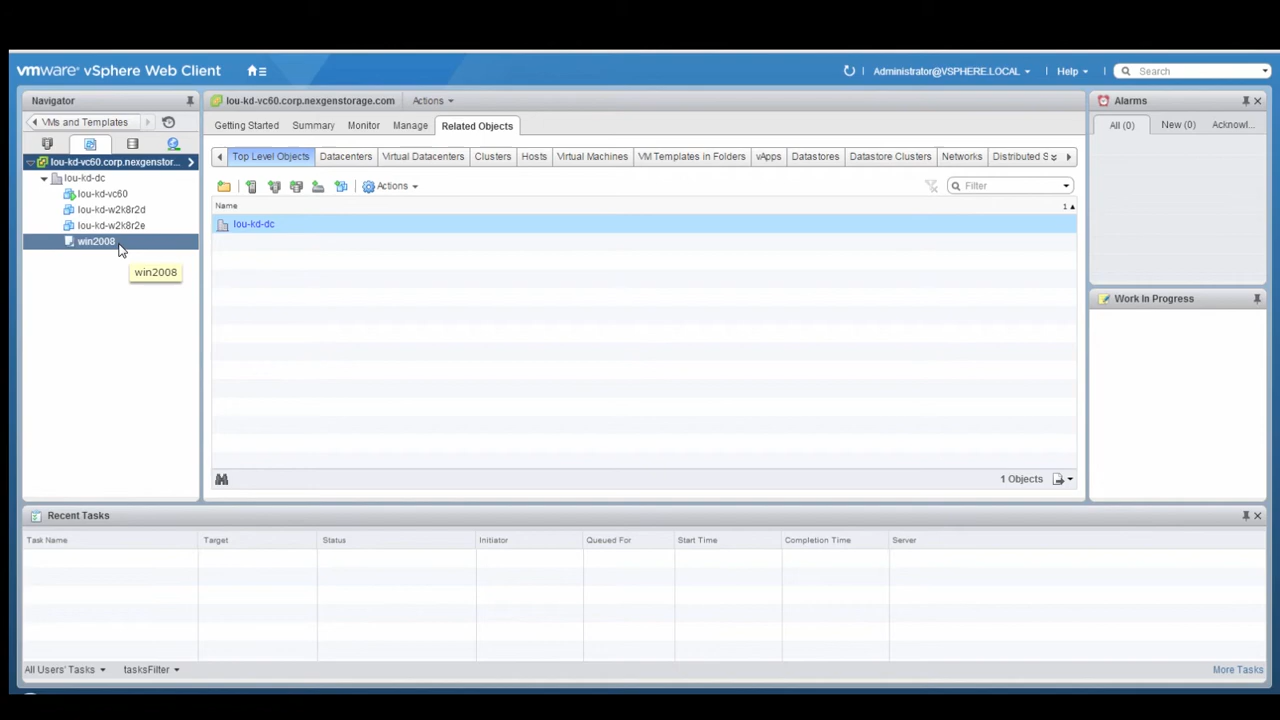 vmware® vSphere Web Client
Administrator@VSPHERE.LOCAL
Help
Search
Navigator
VMs and Templates
lou-kd-vc60.corp.nexgenstor...
lou-kd-dc
lou-kd-vc60
lou-kd-w2k8r2d
lou-kd-w2k8r2e
win2008
win2008
lou-kd-vc60.corp.nexgenstorage.com Actions
Getting Started Summary Monitor Manage Related Objects
Top Level Objects Datacenters Virtual Datacenters Clusters Hosts Virtual Machines VM Templates in Folders vApps Datastores Datastore Clusters Networks Distributed S
Actions Filter
Name 1
lou-kd-dc
1 Objects
Alarms
All (0) New (0) Acknowl...
Work In Progress
Recent Tasks
Task Name Target Status Initiator Queued For Start Time Completion Time Server
All Users' Tasks tasksFilter More Tasks